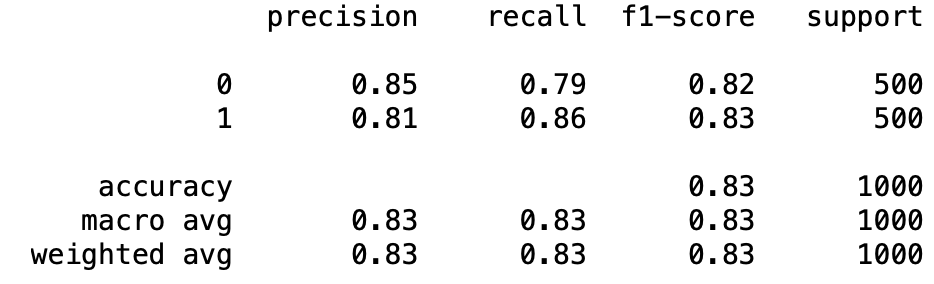 precision recall f1-score support
0 0.85 0.79 0.82 500
1 0.81 0.86 0.83 500
accuracy 0.83 1000
macro avg 0.83 0.83 0.83 1000
weighted avg 0.83 0.83 0.83 1000